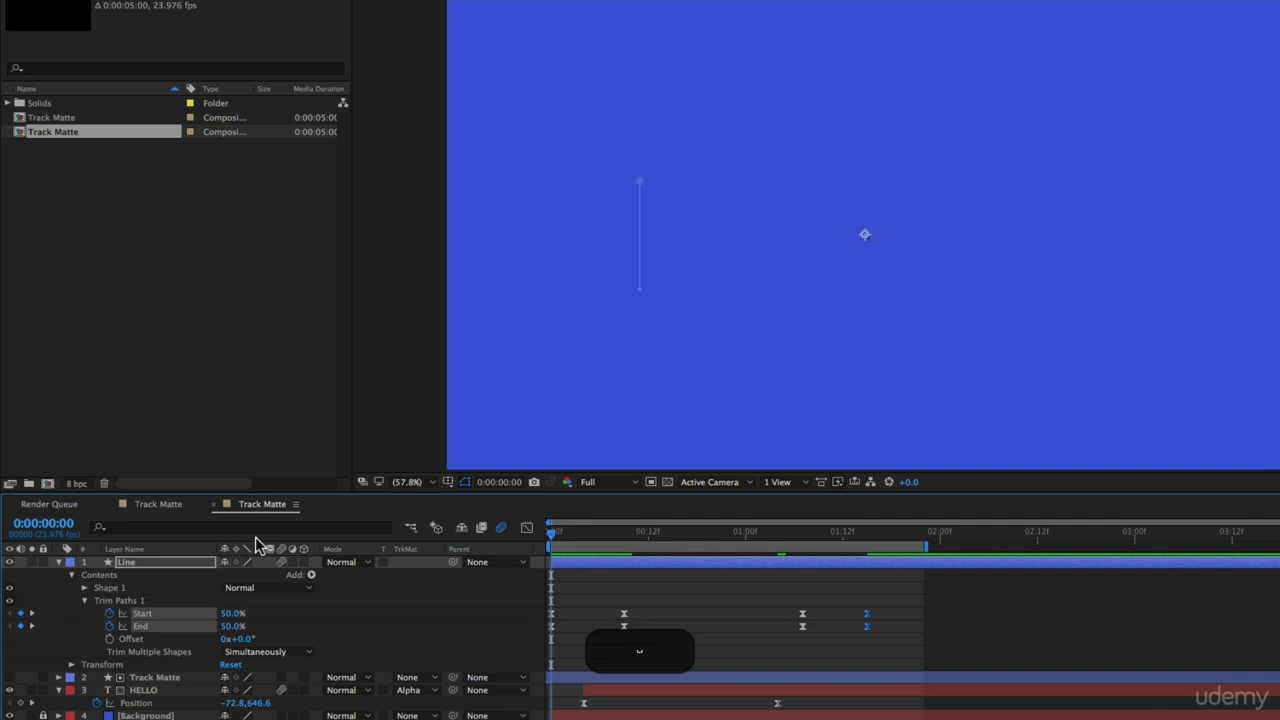 Δ 0:00:05:00, 23.976 fps
Name Type Size Media Duration
Solids Folder
Track Matte Composi... 0:00:05:00
Track Matte Composi... 0:00:05:00
8 bpc (57.8%) 0:00:00:00 Full Active Camera 1 View +0.0
Render Queue Track Matte × Track Matte
0:00:00:00
00000 (23.976 fps)
:00f 00:12f 01:00f 01:12f 02:00f 02:12f 03:00f 03:12f
# Layer Name Mode T TrkMat Parent
1 Line Normal None
Contents Add:
Shape 1 Normal
Trim Paths 1
Start 50.0%
End 50.0%
Offset 0x+0.0°
Trim Multiple Shapes Simultaneously
Transform Reset
2 Track Matte Normal None None
3 T HELLO Normal Alpha None
Position -72.8,646.6
4 [Background] Normal None None
udemy